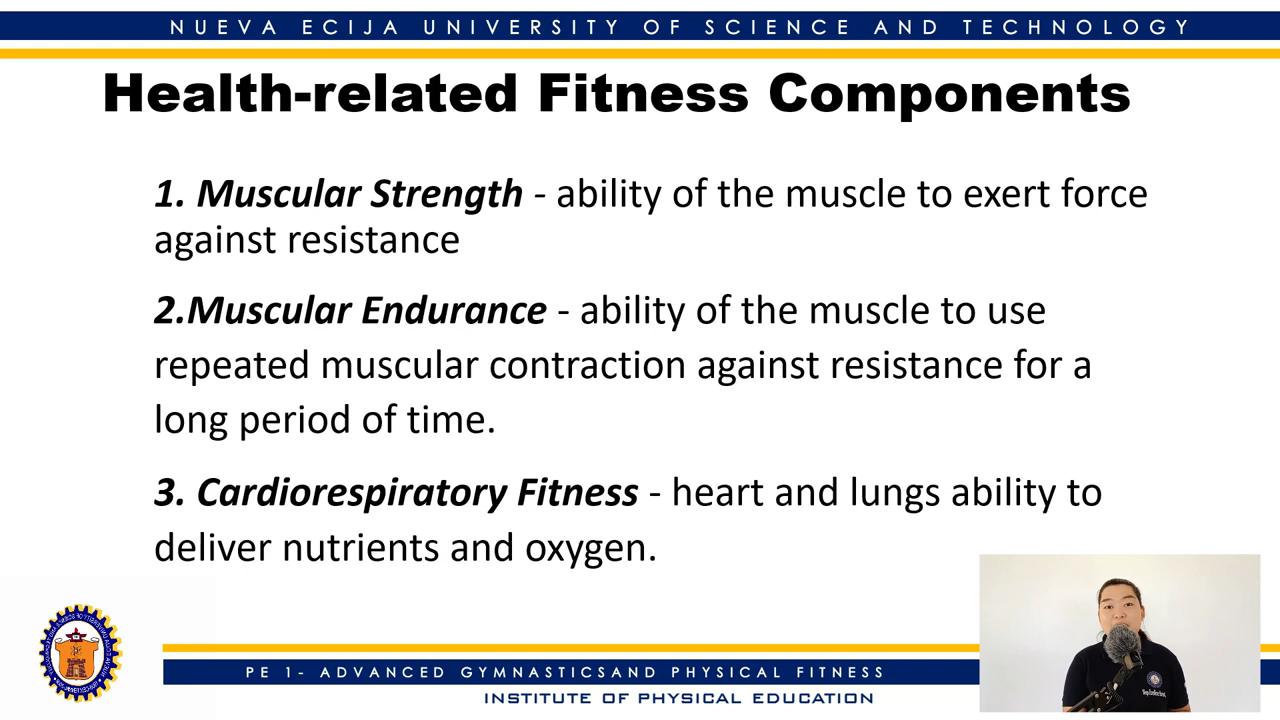 NUEVA ECIJA UNIVERSITY OF SCIENCE AND TECHNOLOGY
Health-related Fitness Components
1. Muscular Strength - ability of the muscle to exert force
against resistance
2.Muscular Endurance - ability of the muscle to use
repeated muscular contraction against resistance for a
long period of time.
3. Cardiorespiratory Fitness - heart and lungs ability to
deliver nutrients and oxygen.
PE 1- ADVANCED GYMNASTICSAND PHYSICAL FITNESS
INSTITUTE OF PHYSICAL EDUCATION